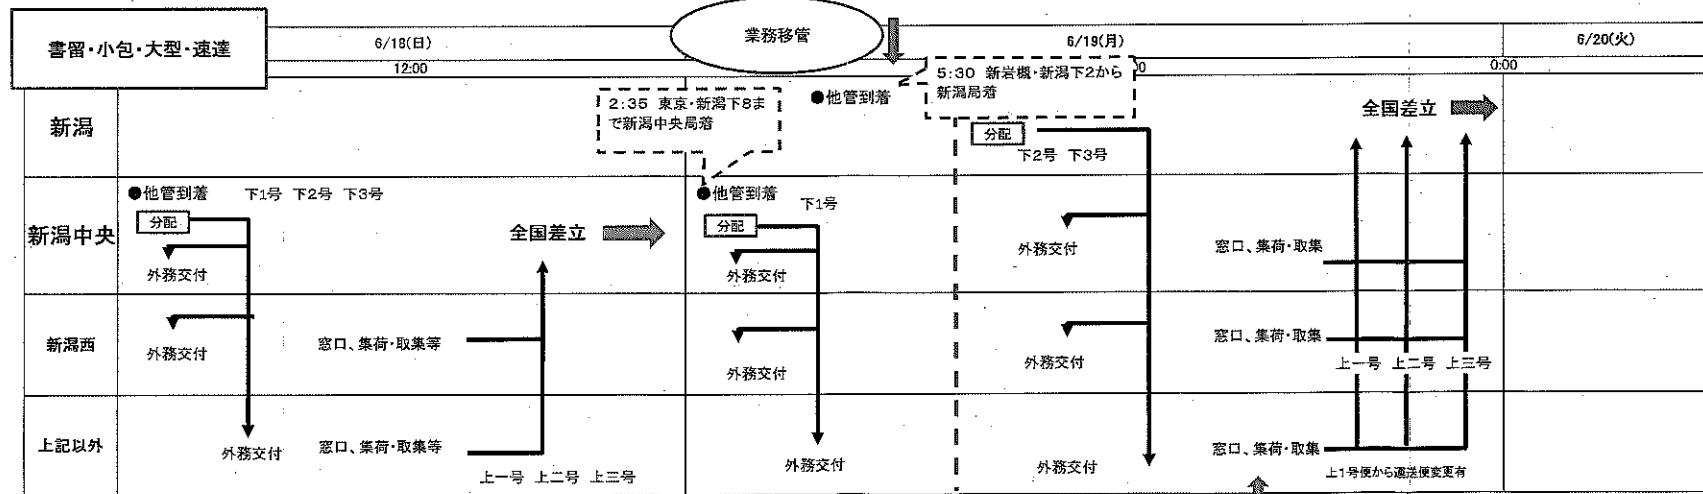 書留・小包・大型・速達
6/18(日)
業務移管
6/19(月)
6/20(火)
12:00
0:00
5:30 新岩槻・新潟下2から
新潟局着
2:35 東京・新潟下8ま
で新潟中央局着
新潟
●他管到着
分配
下2号 下3号
全国差立
新潟中央
●他管到着
下1号 下2号 下3号
分配
外務交付
全国差立
●他管到着
下1号
分配
外務交付
外務交付
窓口、集荷・取集
新潟西
外務交付
窓口、集荷・取集等
外務交付
外務交付
窓口、集荷・取集
上一号 上二号 上三号
上記以外
外務交付
窓口、集荷・取集等
上一号 上二号 上三号
外務交付
外務交付
窓口、集荷・取集
上1号便から運送便変更有